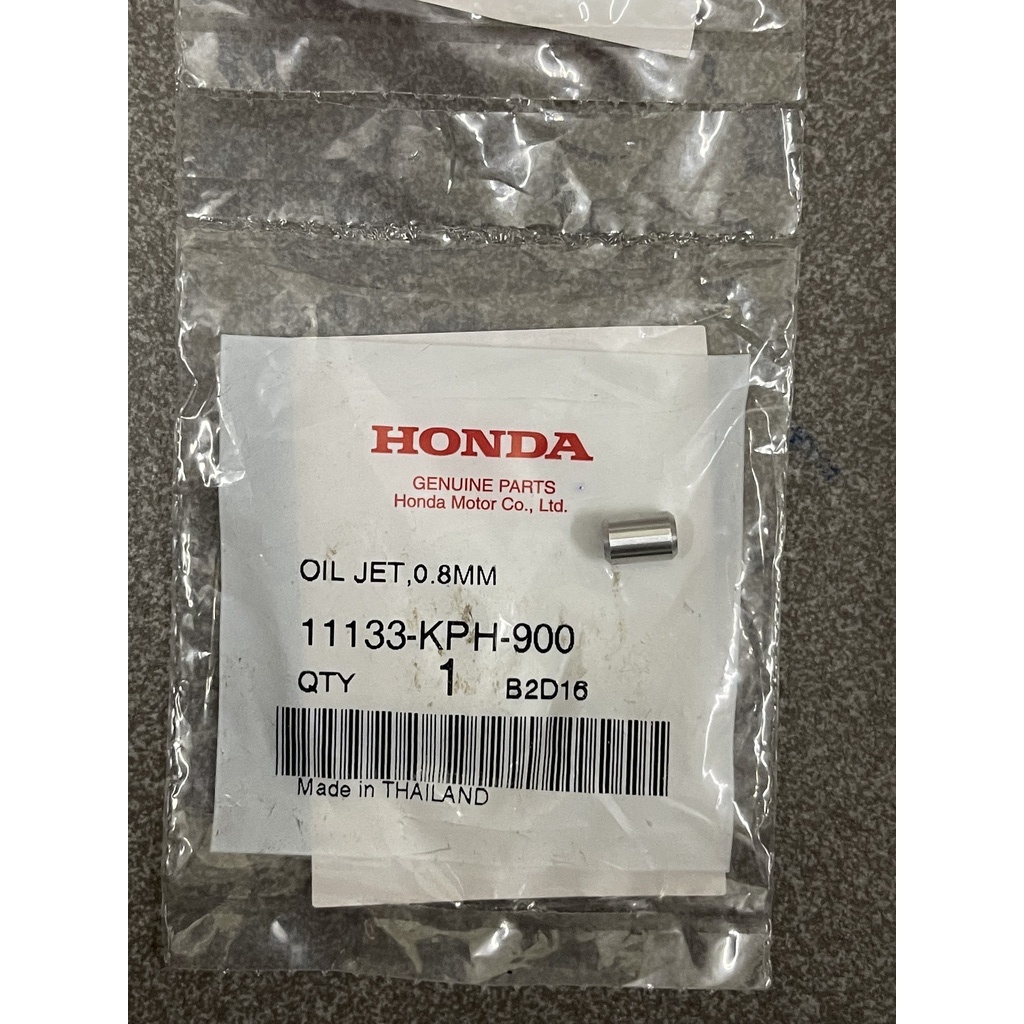 HONDA
GENUINE PARTS
Honda Motor Co., Ltd.
OIL JET,0.8MM
11133-KPH-900
QTY 1 B2D16
Made in THAILAND